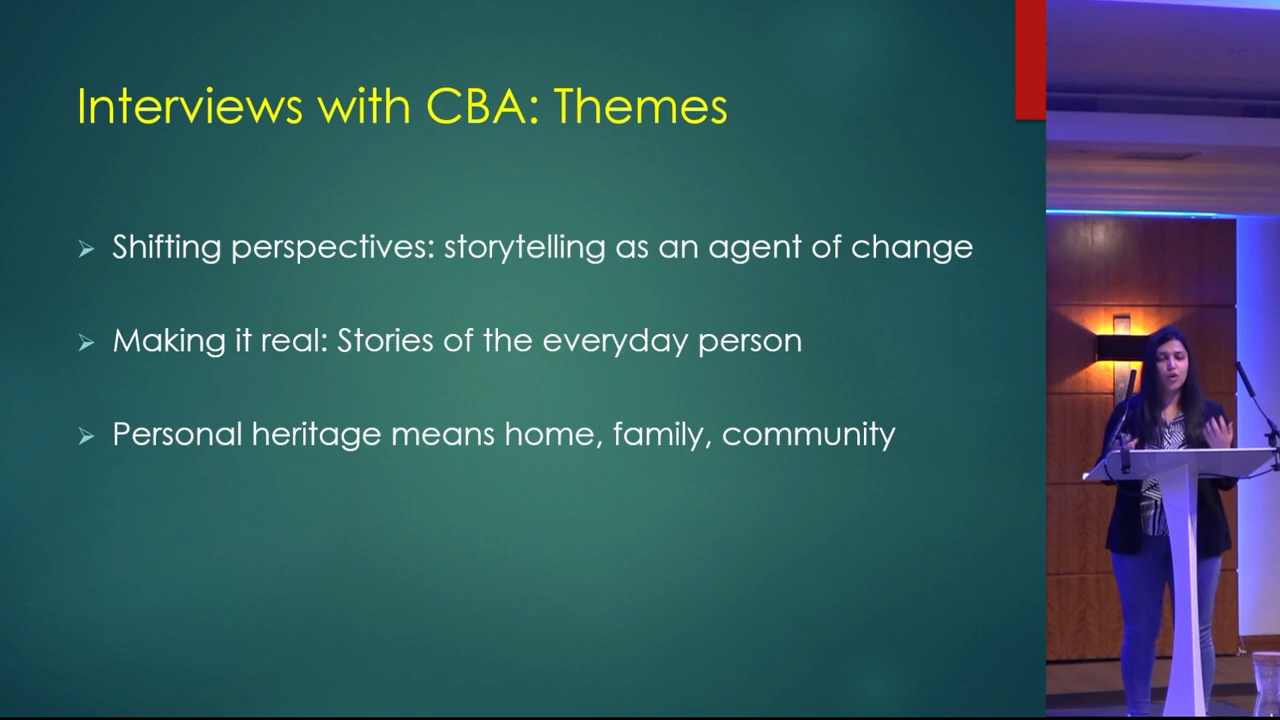 Interviews with CBA: Themes
Shifting perspectives: storytelling as an agent of change
Making it real: Stories of the everyday person
Personal heritage means home, family, community